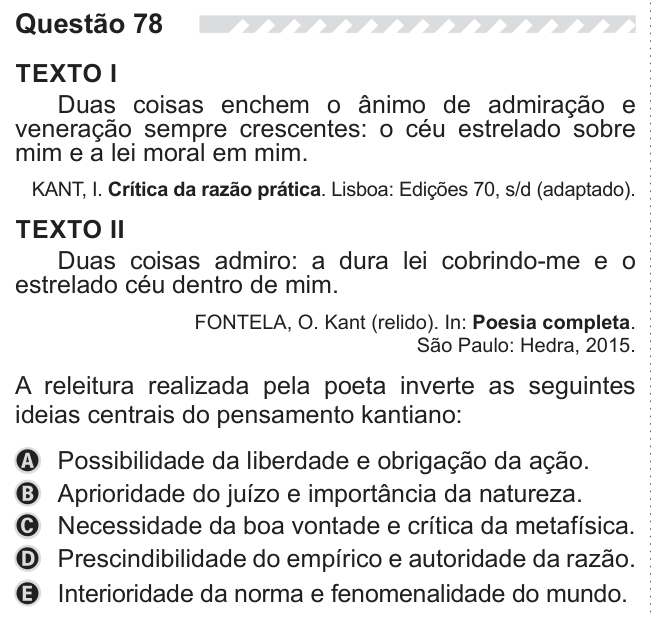 Questão 78
TEXTO I
Duas coisas enchem o ânimo de admiração e
veneração sempre crescentes: o céu estrelado sobre
mim e a lei moral em mim.
KANT, I. Crítica da razão prática. Lisboa: Edições 70, s/d (adaptado).
TEXTO II
Duas coisas admiro: a dura lei cobrindo-me e o
estrelado céu dentro de mim.
FONTELA, O. Kant (relido). In: Poesia completa.
São Paulo: Hedra, 2015.
A releitura realizada pela poeta inverte as seguintes
ideias centrais do pensamento kantiano:
A Possibilidade da liberdade e obrigação da ação.
B Aprioridade do juízo e importância da natureza.
C Necessidade da boa vontade e crítica da metafísica.
D Prescindibilidade do empírico e autoridade da razão.
E Interioridade da norma e fenomenalidade do mundo.